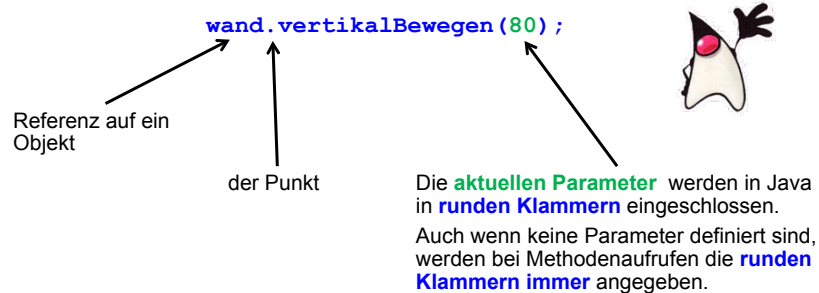 wand.vertikalBewegen(80);
Referenz auf ein
Objekt
der Punkt
Die aktuellen Parameter werden in Java
in runden Klammern eingeschlossen.
Auch wenn keine Parameter definiert sind,
werden bei Methodenaufrufen die runden
Klammern immer angegeben.